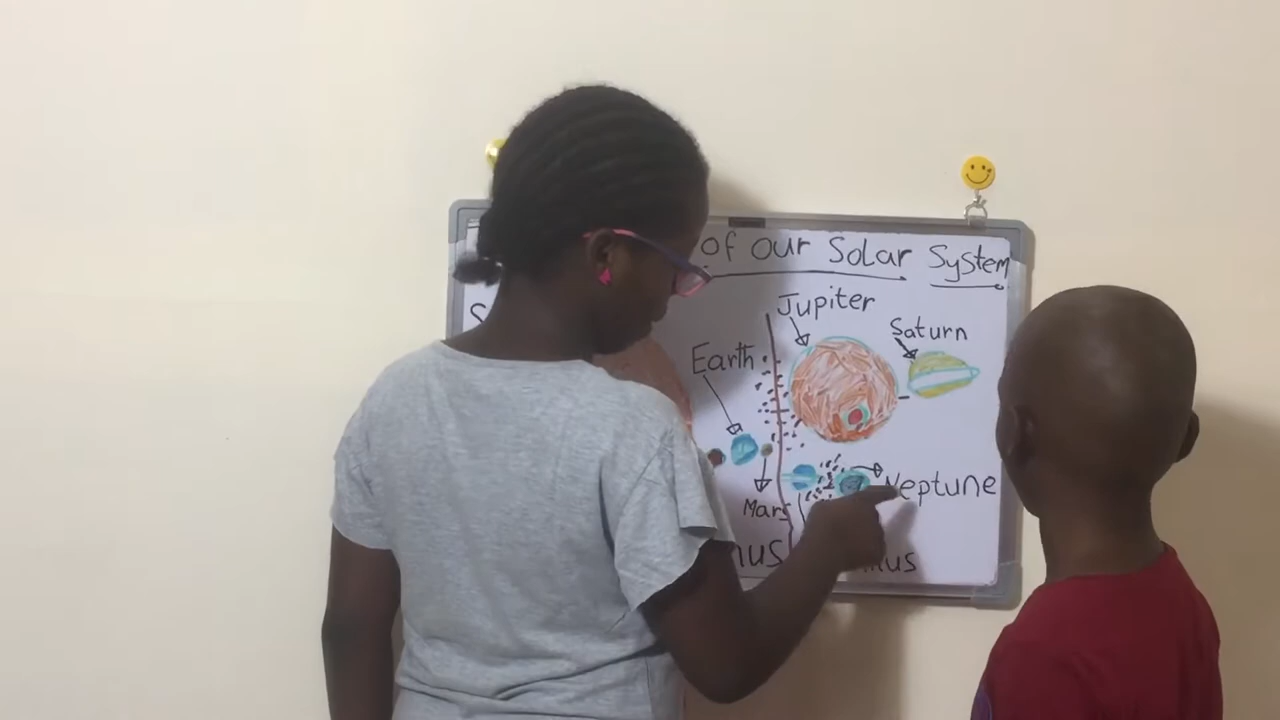 of our Solar System
Jupiter
Saturn
Earth
Neptune
Mars